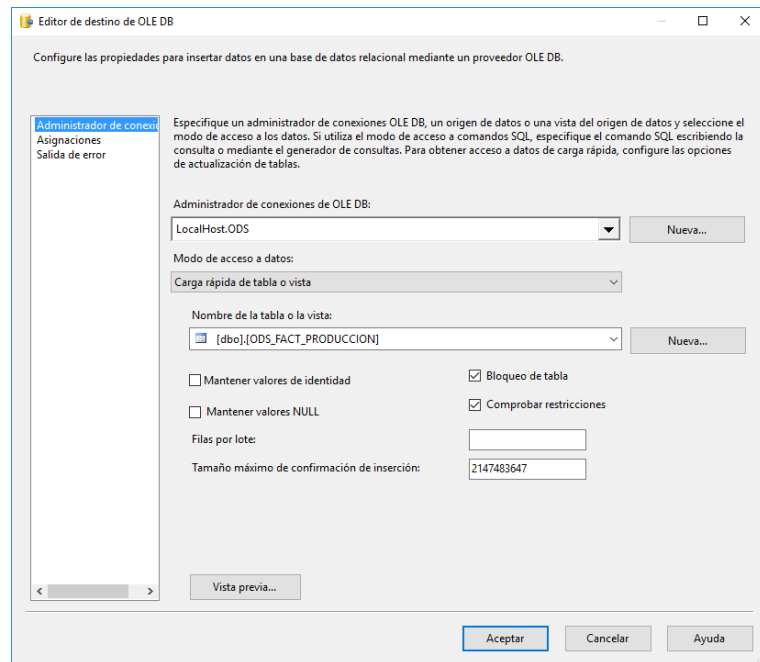 Editor de destino de OLE DB
Configure las propiedades para insertar datos en una base de datos relacional mediante un proveedor OLE DB.
Administrador de conexi
Asignaciones
Salida de error
Especifique un administrador de conexiones OLE DB, un origen de datos o una vista del origen de datos y seleccione el
modo de acceso a los datos. Si utiliza el modo de acceso a comandos SQL, especifique el comando SQL escribiendo la
consulta o mediante el generador de consultas. Para obtener acceso a datos de carga rápida, configure las opciones
de actualización de tablas.
Administrador de conexiones de OLE DB:
LocalHost.ODS
Nueva...
Modo de acceso a datos:
Carga rápida de tabla o vista
Nombre de la tabla o la vista:
[dbo].[ODS_FACT_PRODUCCION]
Nueva...
Mantener valores de identidad
Bloqueo de tabla
Mantener valores NULL
Comprobar restricciones
Filas por lote:
Tamaño máximo de confirmación de inserción:
2147483647
Vista previa...
Aceptar
Cancelar
Ayuda